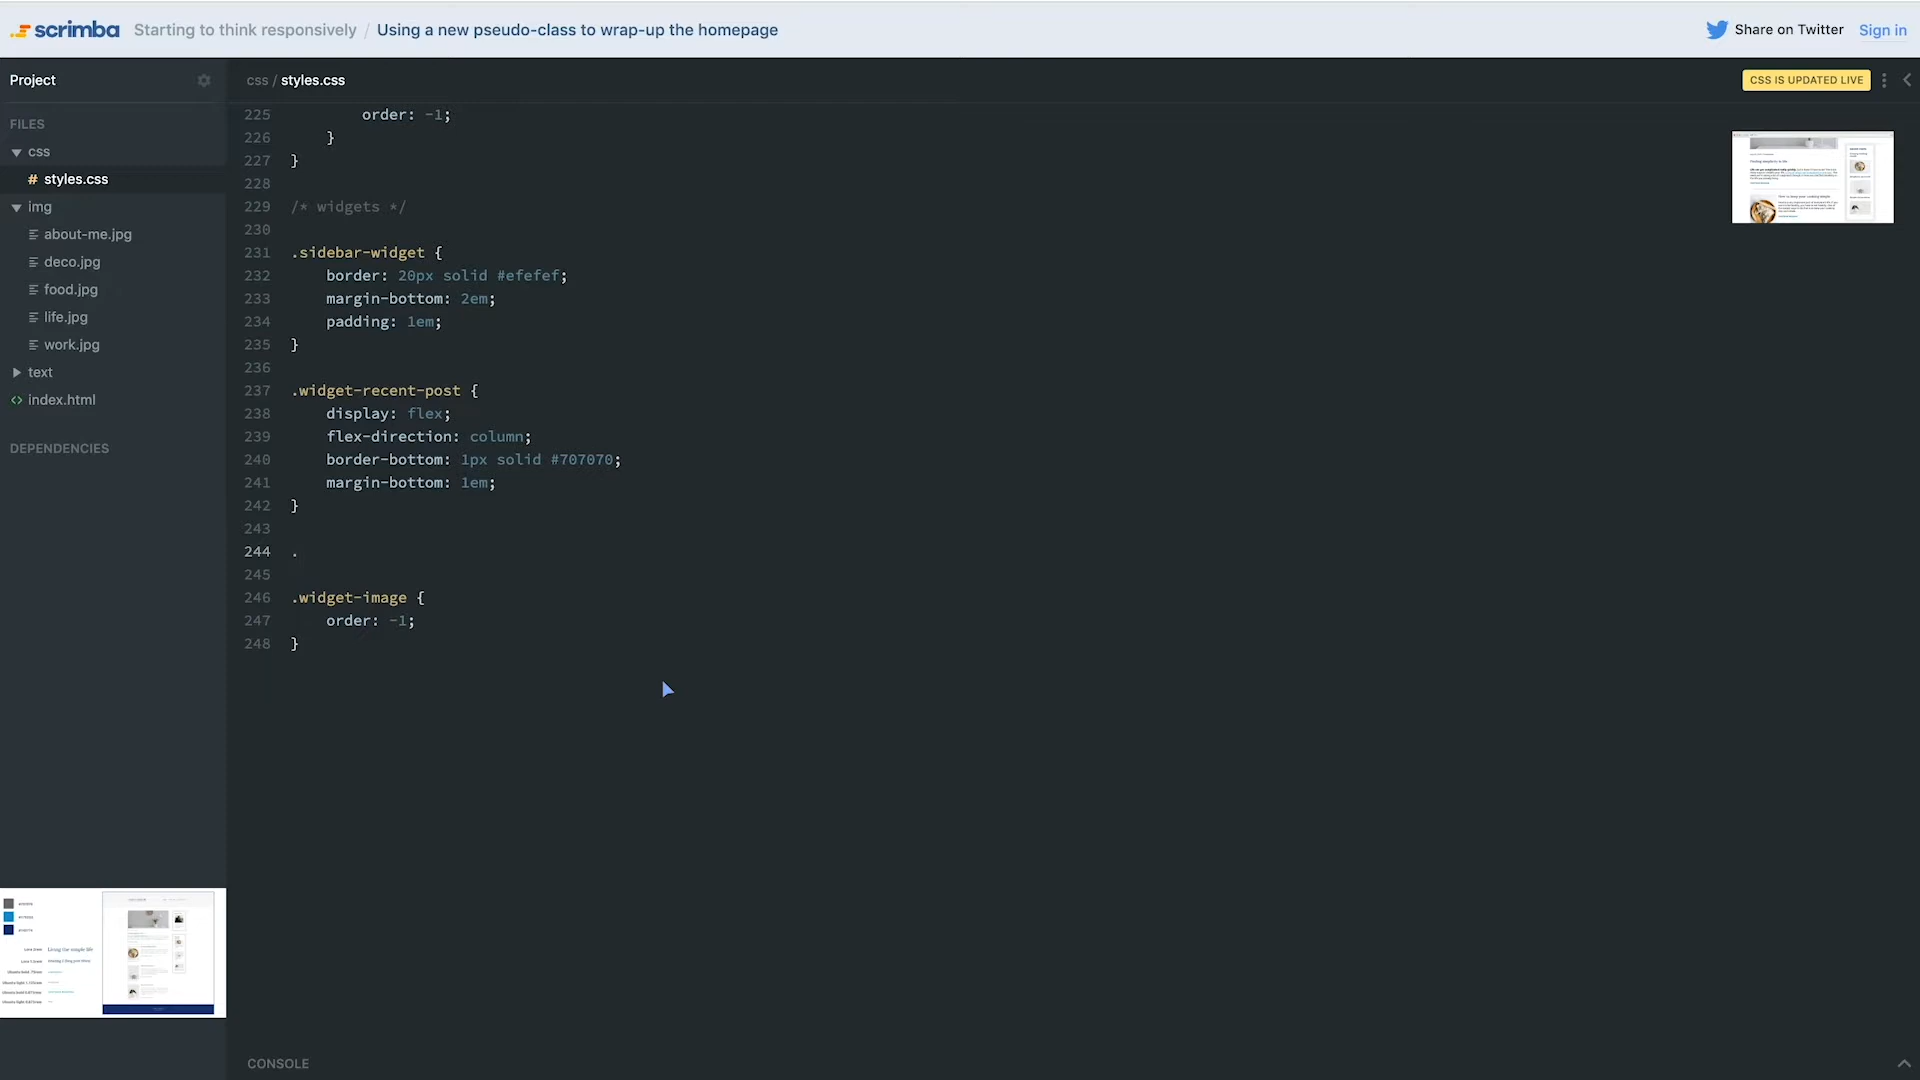 scrimba Starting to think responsively / Using a new pseudo-class to wrap-up the homepage Share on Twitter Sign in
Project css / styles.css CSS IS UPDATED LIVE
FILES
css
# styles.css
img
about-me.jpg
deco.jpg
food.jpg
life.jpg
work.jpg
text
<> index.html
DEPENDENCIES
225 order: -1;
226 }
227 }
228
229 /* widgets */
230
231 .sidebar-widget {
232 border: 20px solid #efefef;
233 margin-bottom: 2em;
234 padding: 1em;
235 }
236
237 .widget-recent-post {
238 display: flex;
239 flex-direction: column;
240 border-bottom: 1px solid #707070;
241 margin-bottom: 1em;
242 }
243
244 .
245
246 .widget-image {
247 order: -1;
248 }
Living the simple life
CONSOLE